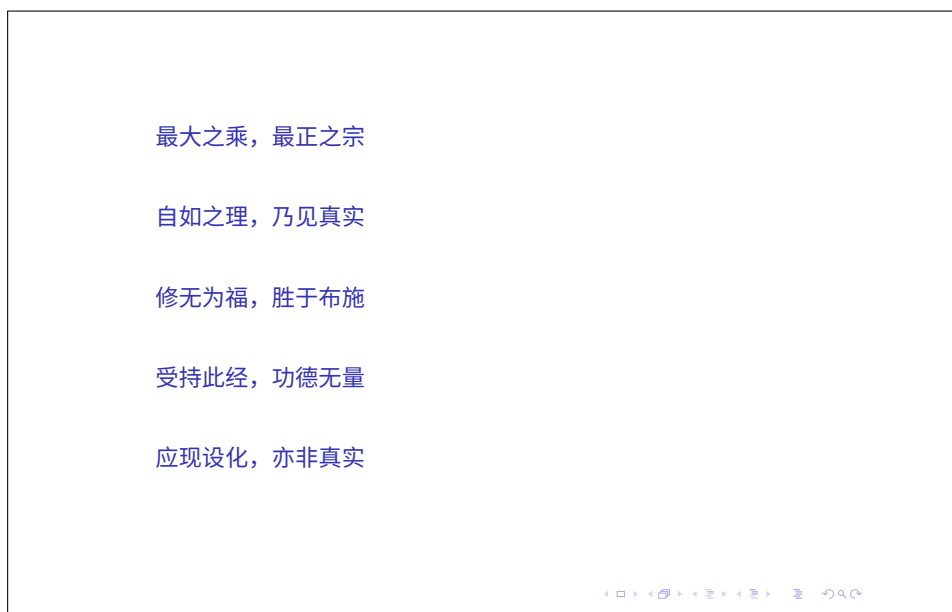 最大之乘，最正之宗
自如之理，乃见真实
修无为福，胜于布施
受持此经，功德无量
应现设化，亦非真实